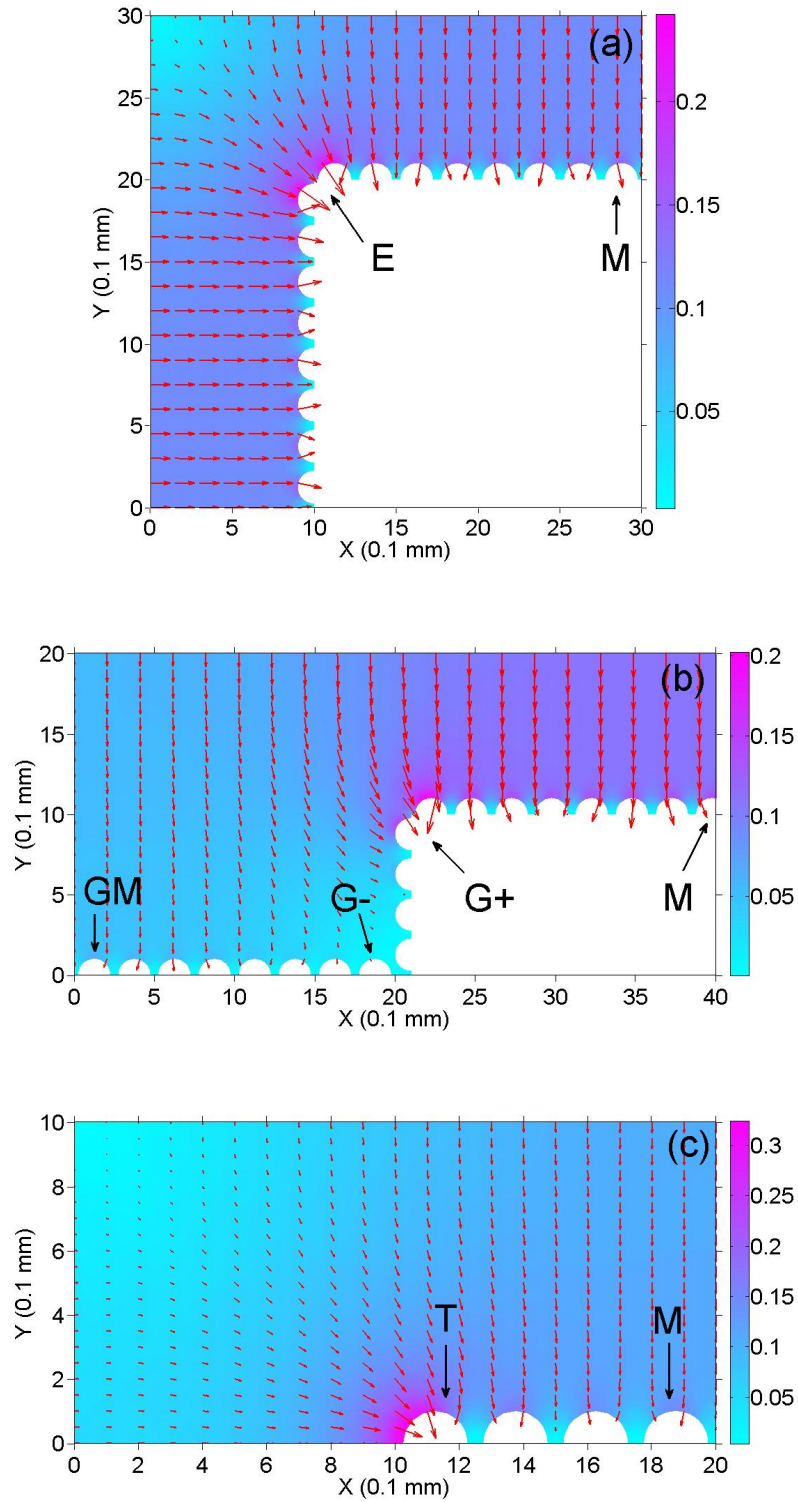 (a)
30
25
20
15
10
5
0
Y (0.1 mm)
E
M
0 5 10 15 20 25 30
X (0.1 mm)
0.2
0.15
0.1
0.05
(b)
20
15
10
5
0
Y (0.1 mm)
GM
G-
G+
M
0 5 10 15 20 25 30 35 40
X (0.1 mm)
0.2
0.15
0.1
0.05
(c)
10
8
6
4
2
0
Y (0.1 mm)
T
M
0 2 4 6 8 10 12 14 16 18 20
X (0.1 mm)
0.3
0.25
0.2
0.15
0.1
0.05